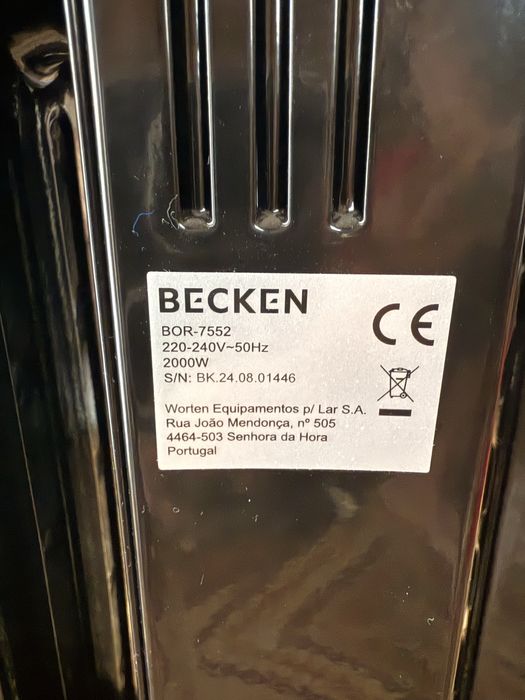 BECKEN
BOR-7552
220-240V~50Hz
2000W
S/N: BK.24.08.01446
CE
Worten Equipamentos p/ Lar S.A.
Rua João Mendonça, nº 505
4464-503 Senhora da Hora
Portugal